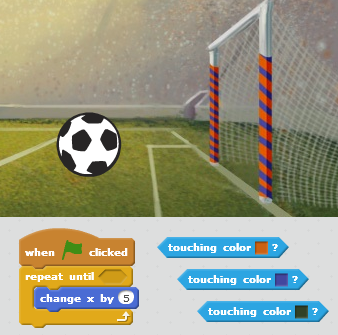 when clicked
touching color ?
repeat until
touching color ?
change x by 5
touching color ?